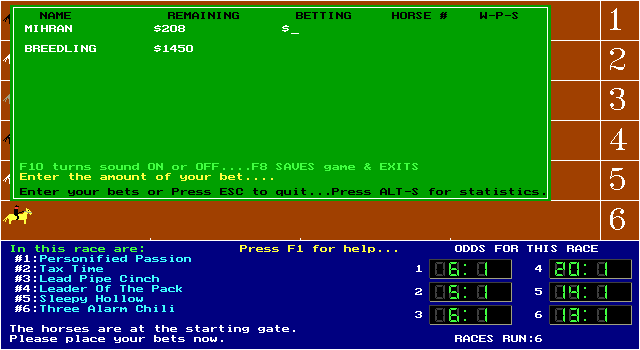 NAME REMAINING BETTING HORSE # W-P-S
MIHRAN $208 $_
BREEDLING $1450
F10 turns sound ON or OFF....F8 SAVES game & EXITS
Enter the amount of your bet....
Enter your bets or Press ESC to quit...Press ALT-S for statistics.
1
2
3
4
5
6
In this race are: Press F1 for help... ODDS FOR THIS RACE
#1:Personified Passion
#2:Tax Time
#3:Lead Pipe Cinch
#4:Leader Of The Pack
#5:Sleepy Hollow
#6:Three Alarm Chili
1 6:1 4 20:1
2 5:1 5 14:1
3 6:1 6 13:1
The horses are at the starting gate.
Please place your bets now. RACES RUN:6